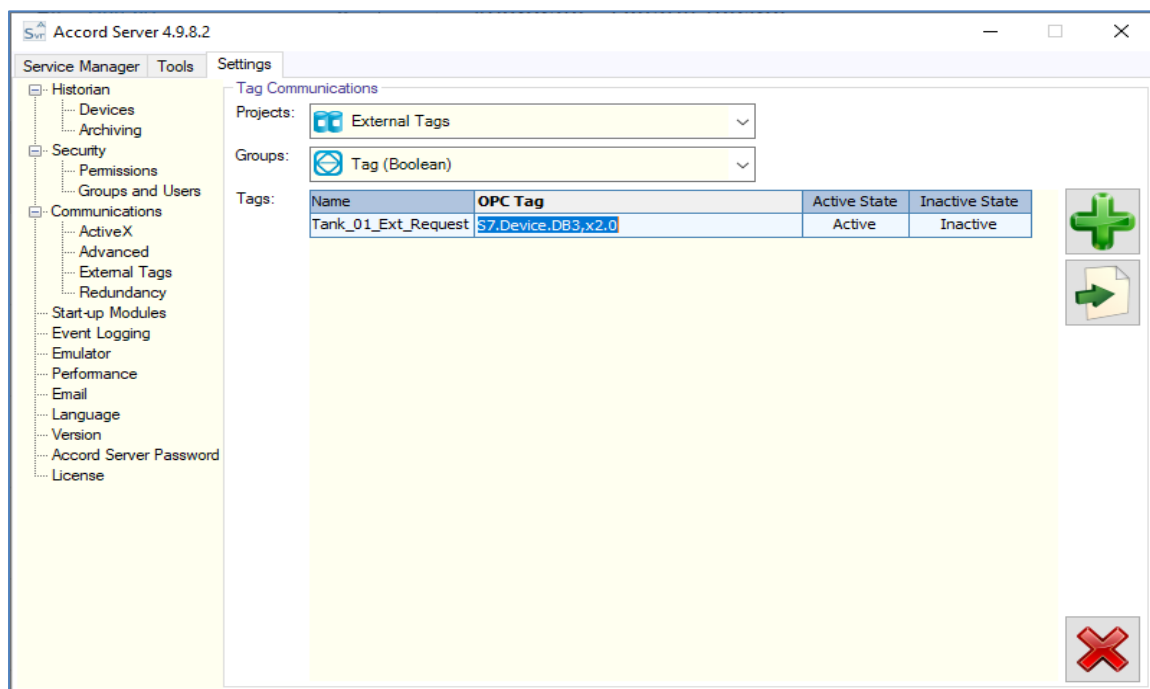 Accord Server 4.9.8.2
Service Manager Tools Settings
Historian
Devices
Archiving
Security
Permissions
Groups and Users
Communications
ActiveX
Advanced
External Tags
Redundancy
Start-up Modules
Event Logging
Emulator
Performance
Email
Language
Version
Accord Server Password
License
Tag Communications
Projects: External Tags
Groups: Tag (Boolean)
Tags:
Name OPC Tag Active State Inactive State
Tank_01_Ext_Request S7.Device.DB3,x2.0 Active Inactive